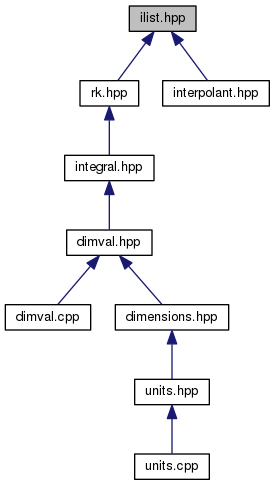 ilist.hpp
rk.hpp
interpolant.hpp
integral.hpp
dimval.hpp
dimval.cpp
dimensions.hpp
units.hpp
units.cpp